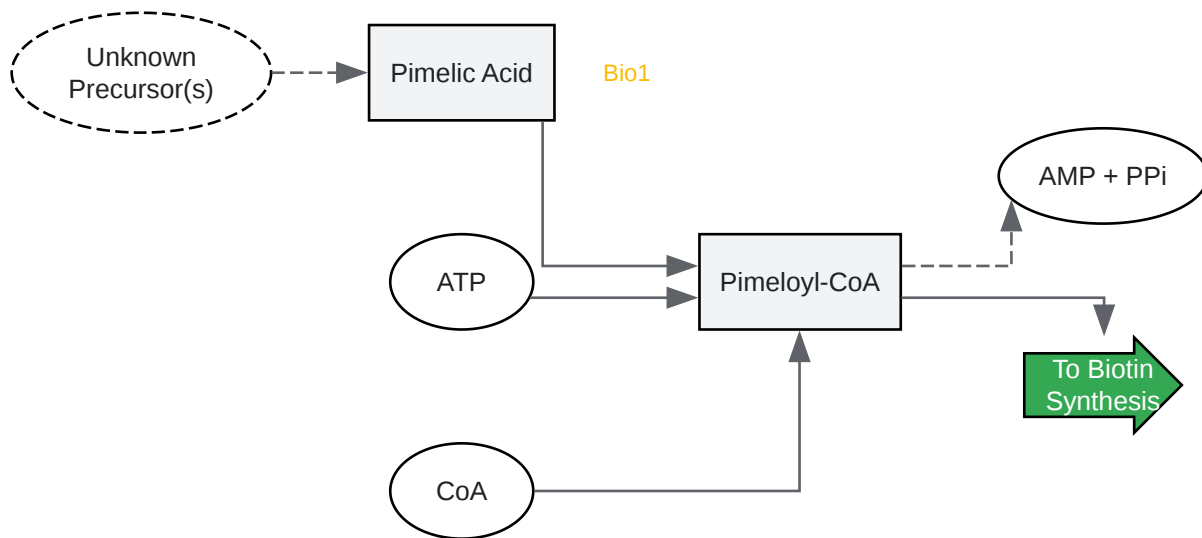 Unknown
Precursor(s)
Pimelic Acid
Bio1
AMP + PPi
ATP
Pimeloyl-CoA
To Biotin
Synthesis
CoA